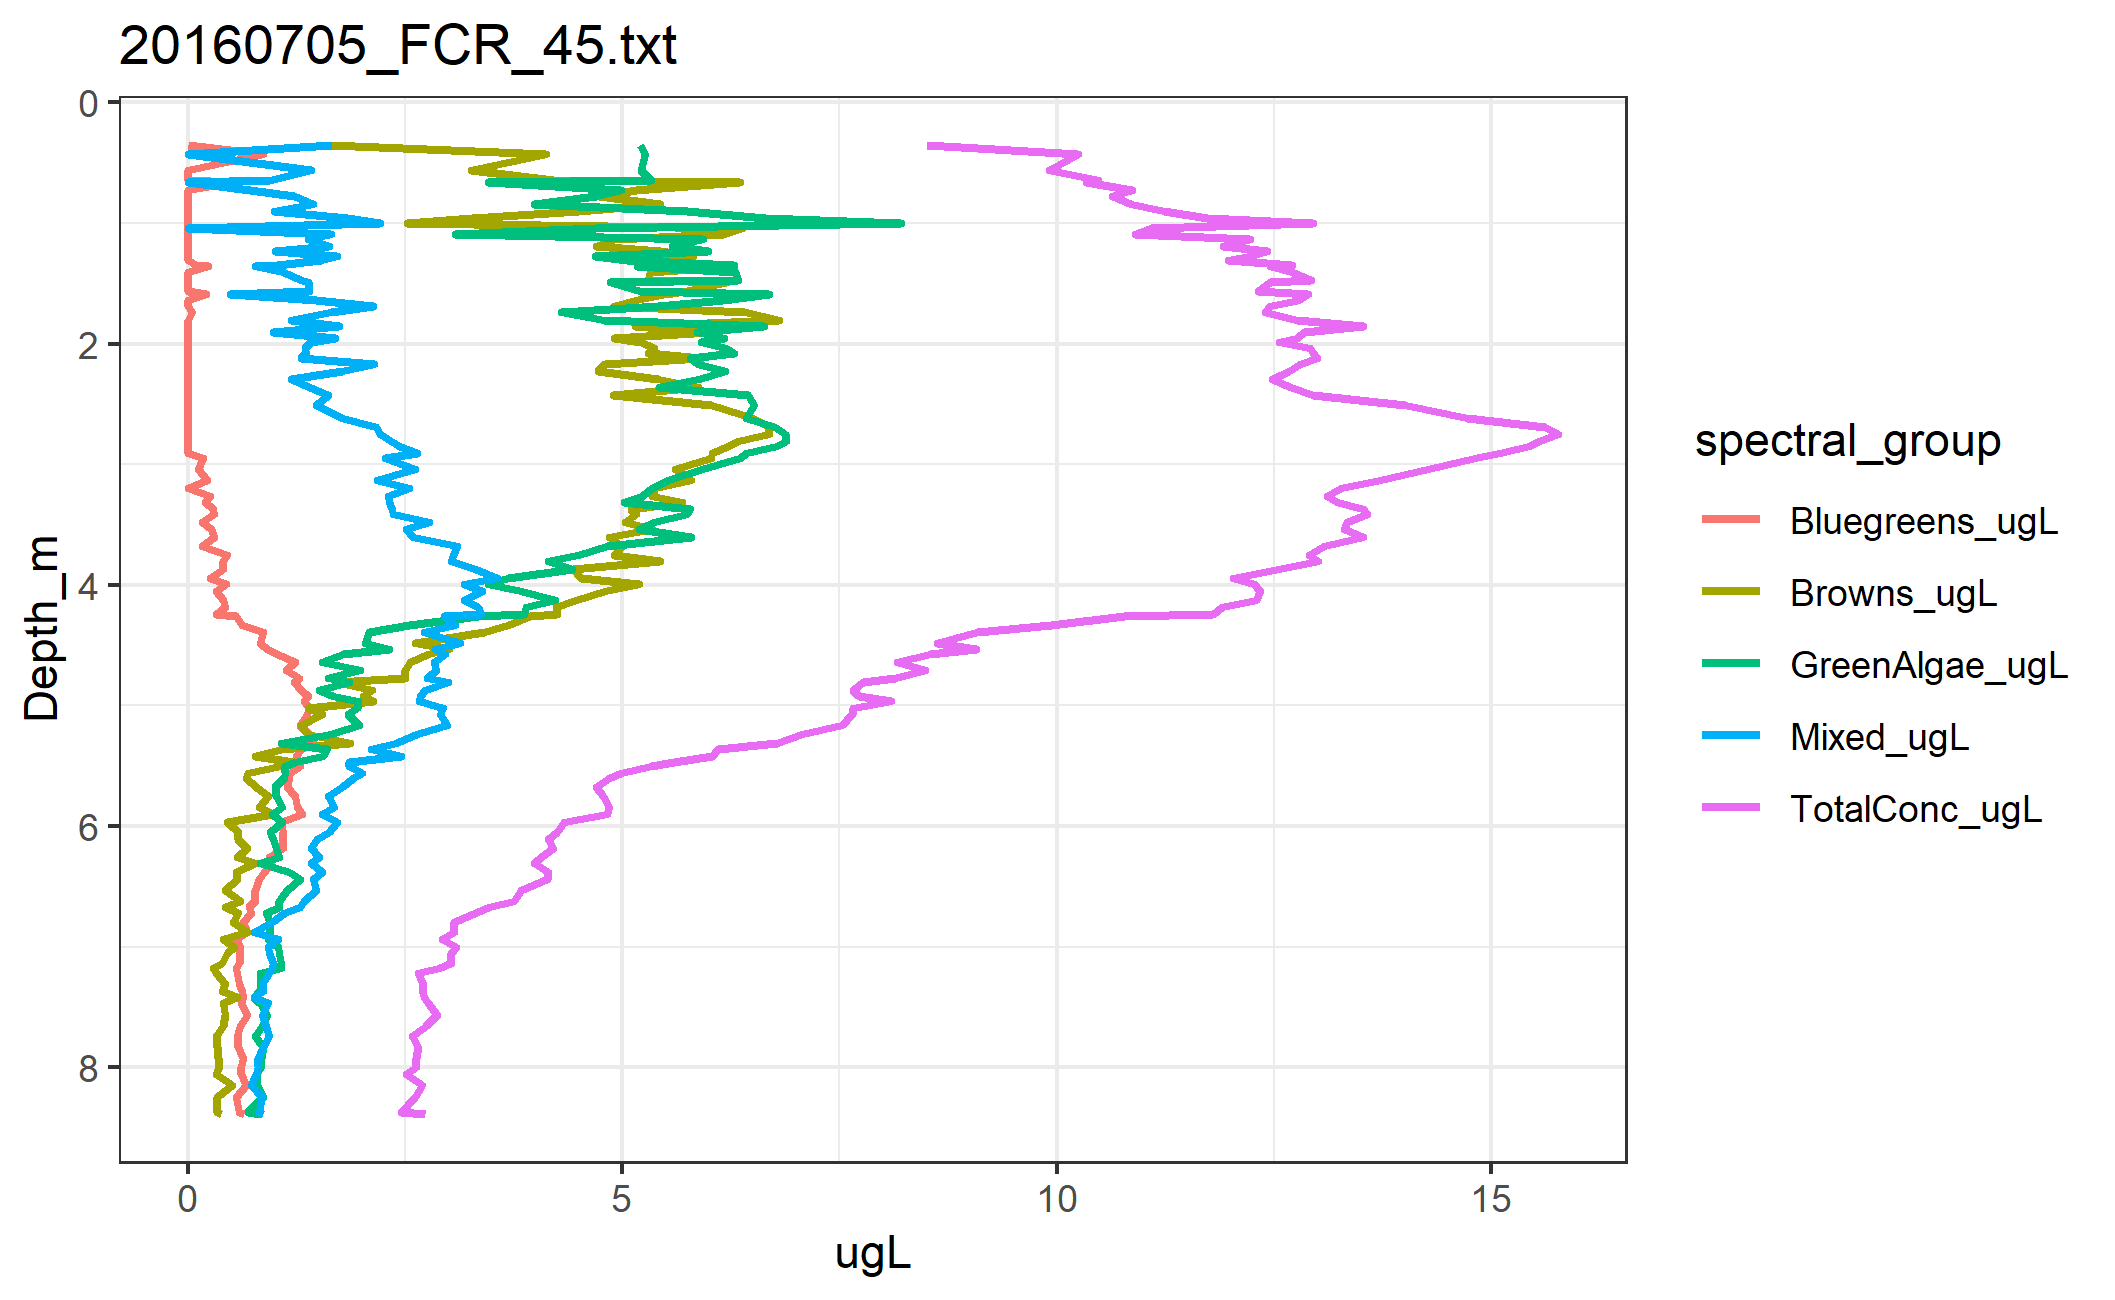 20160705_FCR_45.txt
0
2
4
6
8
Depth_m
0 5 10 15
ugL
spectral_group
Bluegreens_ugL
Browns_ugL
GreenAlgae_ugL
Mixed_ugL
TotalConc_ugL